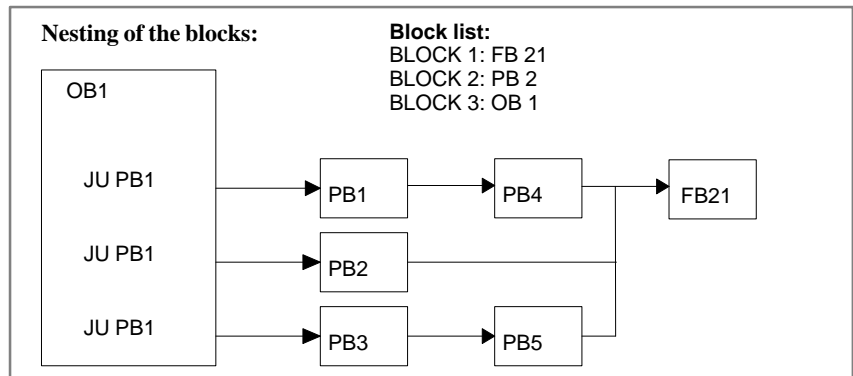 Nesting of the blocks:
Block list:
BLOCK 1: FB 21
BLOCK 2: PB 2
BLOCK 3: OB 1
OB1
JU PB1
PB1
PB4
FB21
JU PB1
PB2
JU PB1
PB3
PB5